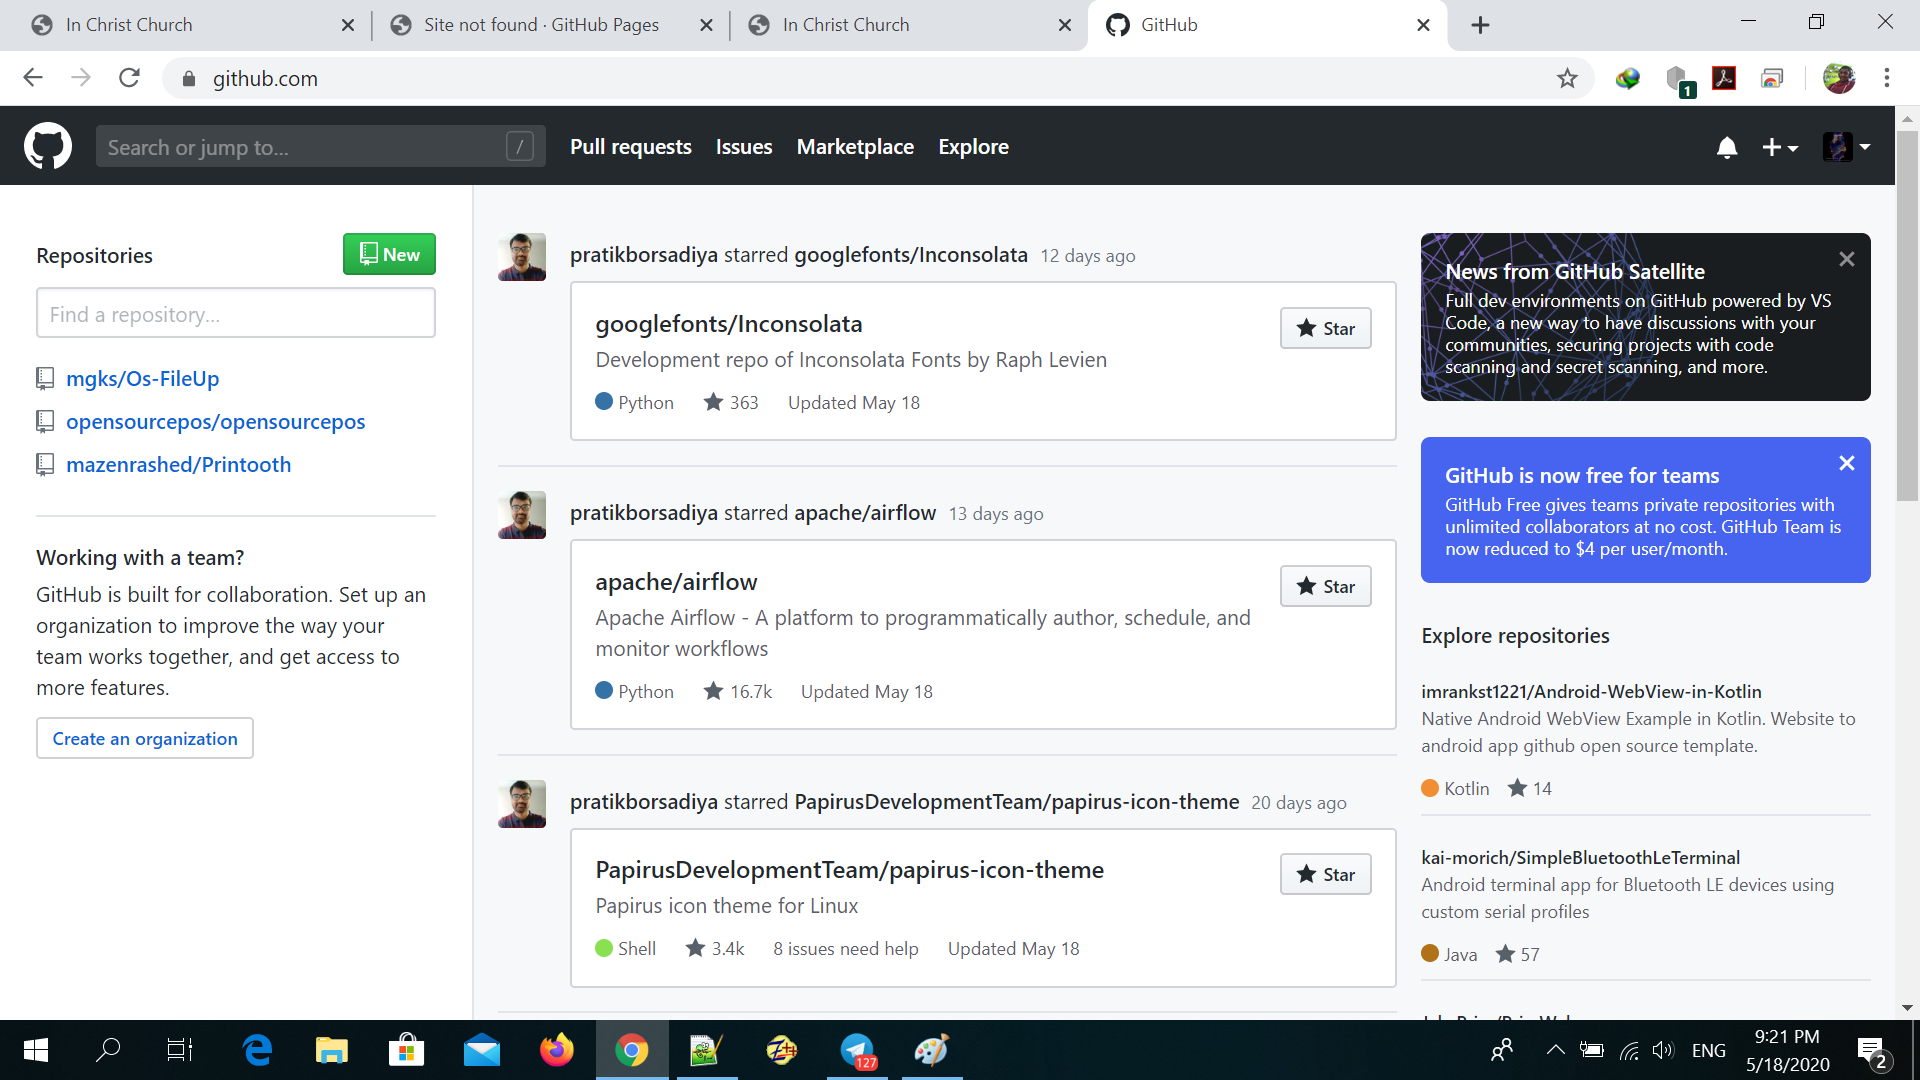 In Christ Church
Site not found · GitHub Pages
In Christ Church
GitHub
github.com
1
Search or jump to...
/
Pull requests
Issues
Marketplace
Explore
Repositories
New
Find a repository...
mgks/Os-FileUp
opensourcepos/opensourcepos
mazenrashed/Printooth
Working with a team?
GitHub is built for collaboration. Set up an
organization to improve the way your
team works together, and get access to
more features.
Create an organization
pratikborsadiya starred googlefonts/Inconsolata 12 days ago
googlefonts/Inconsolata
Star
Development repo of Inconsolata Fonts by Raph Levien
Python 363 Updated May 18
pratikborsadiya starred apache/airflow 13 days ago
apache/airflow
Star
Apache Airflow - A platform to programmatically author, schedule, and
monitor workflows
Python 16.7k Updated May 18
pratikborsadiya starred PapirusDevelopmentTeam/papirus-icon-theme 20 days ago
PapirusDevelopmentTeam/papirus-icon-theme
Star
Papirus icon theme for Linux
Shell 3.4k 8 issues need help Updated May 18
News from GitHub Satellite
Full dev environments on GitHub powered by VS
Code, a new way to have discussions with your
communities, securing projects with code
scanning and secret scanning, and more.
GitHub is now free for teams
GitHub Free gives teams private repositories with
unlimited collaborators at no cost. GitHub Team is
now reduced to $4 per user/month.
Explore repositories
imrankst1221/Android-WebView-in-Kotlin
Native Android WebView Example in Kotlin. Website to
android app github open source template.
Kotlin 14
kai-morich/SimpleBluetoothLeTerminal
Android terminal app for Bluetooth LE devices using
custom serial profiles
Java 57
127
ENG
9:21 PM
5/18/2020
2